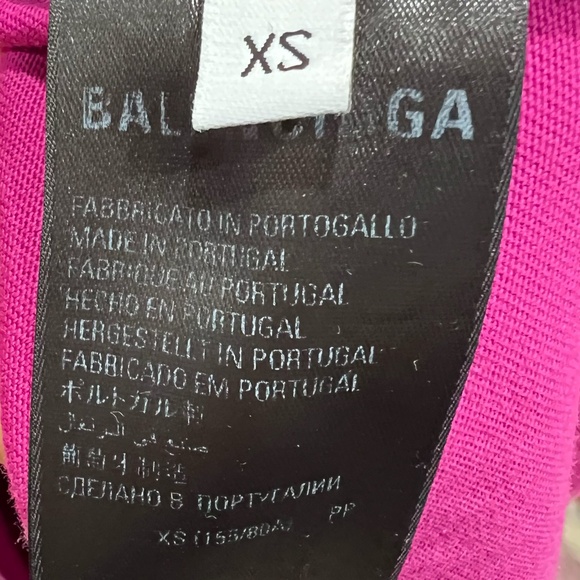 XS
BALENCIAGA
FABBRICATO IN PORTOGALLO
MADE IN PORTUGAL
FABRIQUE AU PORTUGAL
HECHO EN PORTUGAL
HERGESTELLT IN PORTUGAL
FABRICADO EM PORTUGAL
ポルトガル製
صنع في البرتغال
葡萄牙制造
СДЕЛАНО В ПОРТУГАЛИИ
XS (155/80A) PP